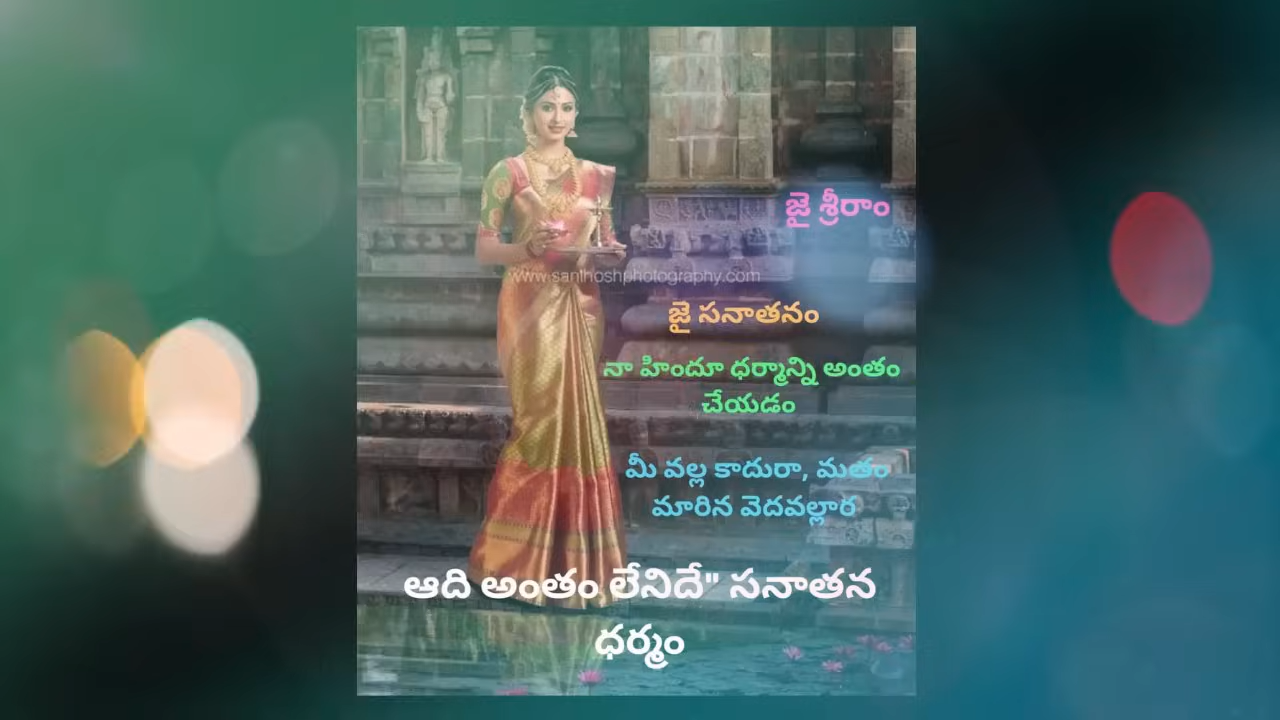 జై శ్రీరాం
www.santhoshphotography.com
జై సనాతనం
నా హిందూ ధర్మాన్ని అంతం
చేయడం
మీ వల్ల కాదురా, మతం
మారిన వెదవల్లార
ఆది అంతం లేనిదే" సనాతన
ధర్మం